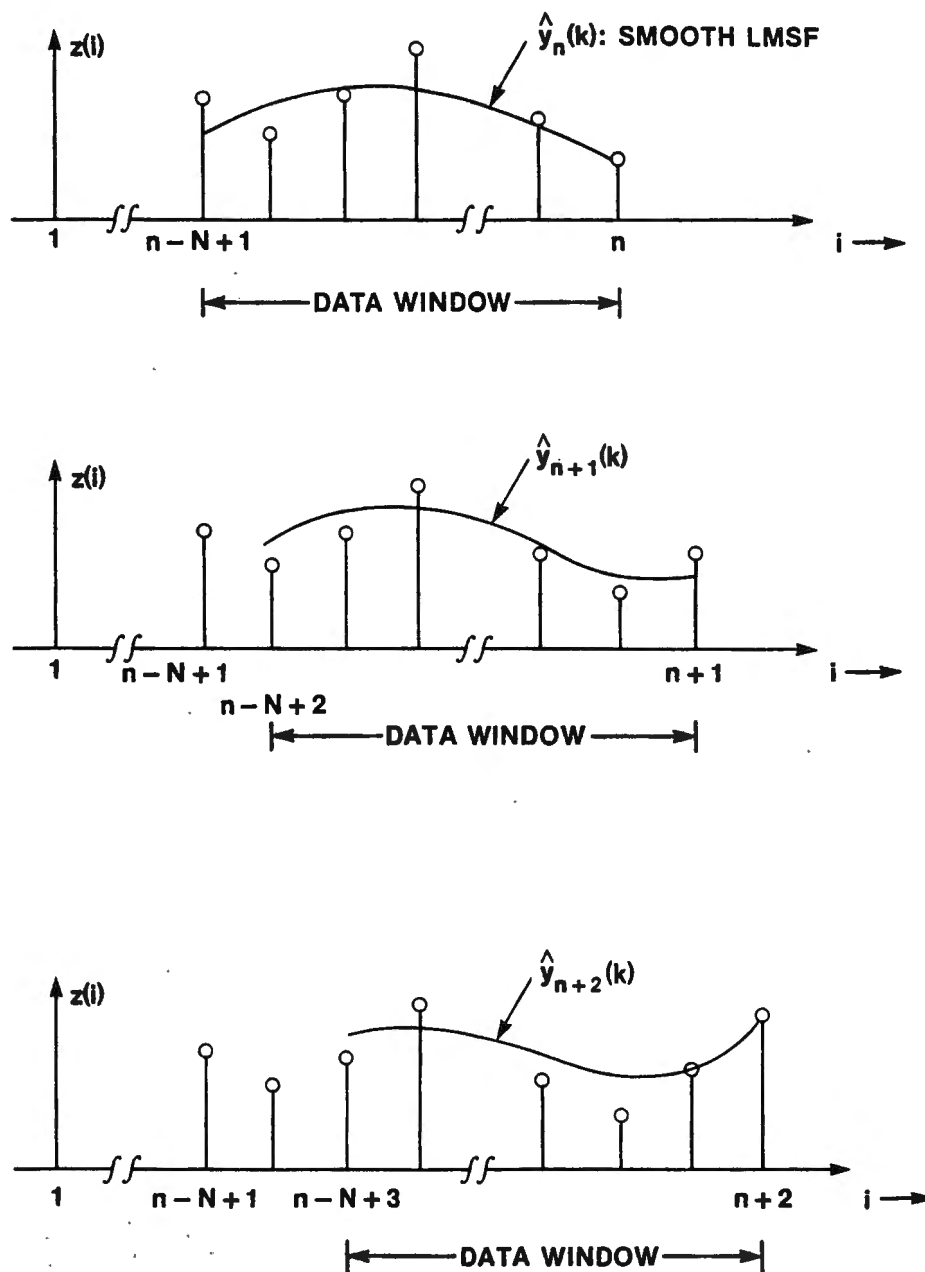 ŷₙ(k): SMOOTH LMSF
z(i)
1 n − N + 1 n i
DATA WINDOW
ŷₙ₊₁(k)
z(i)
1 n − N + 1 n + 1 i
n − N + 2
DATA WINDOW
ŷₙ₊₂(k)
z(i)
1 n − N + 1 n − N + 3 n + 2 i
DATA WINDOW